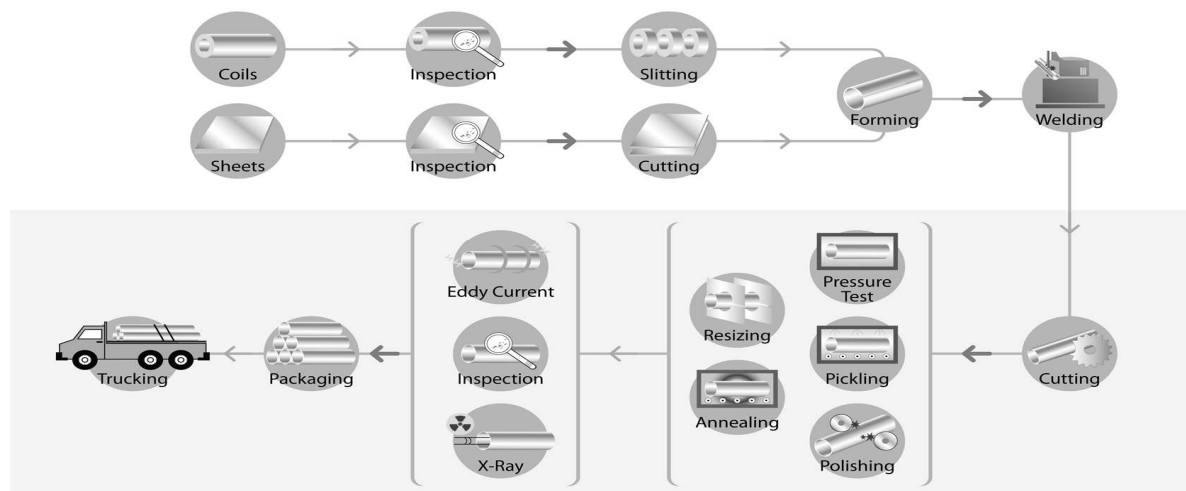 Coils
Inspection
Slitting
Forming
Welding
Sheets
Inspection
Cutting
Eddy Current
Pressure
Test
Resizing
Trucking
Packaging
Inspection
Pickling
Cutting
Annealing
X-Ray
Polishing